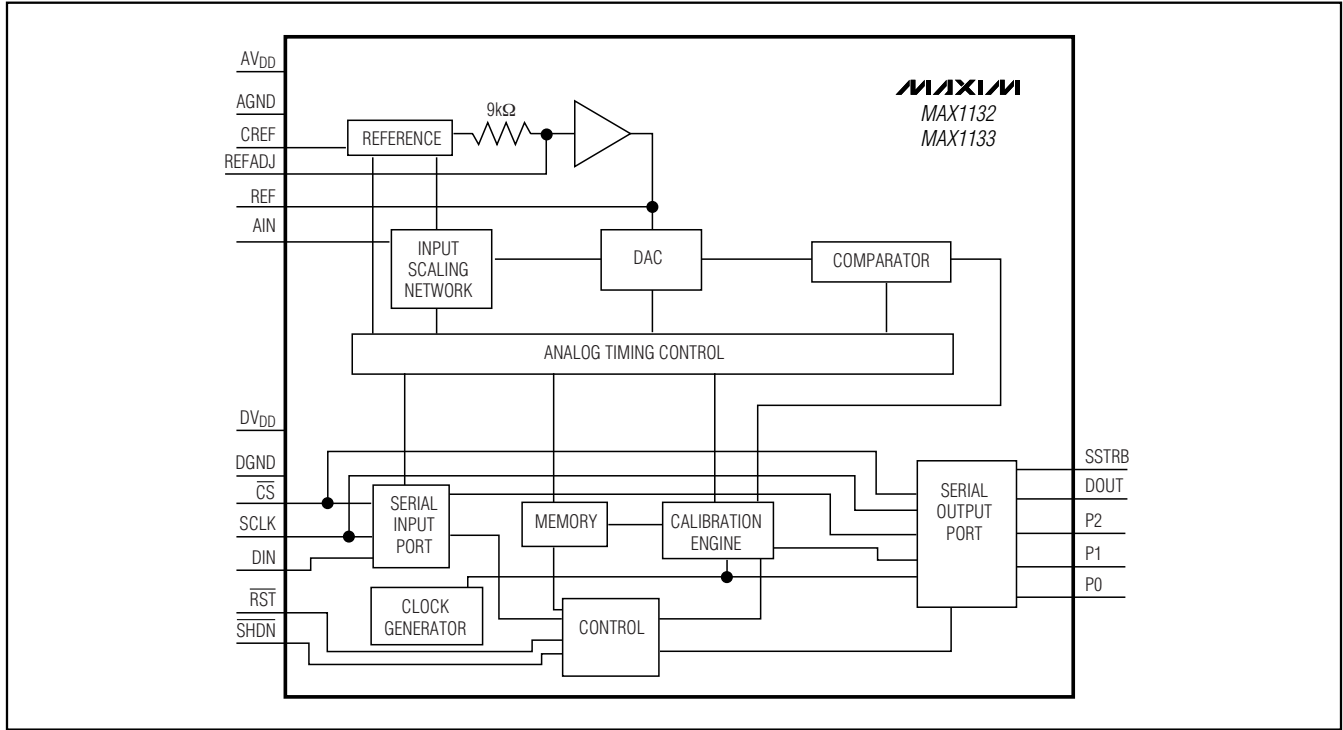 AVDD
AGND
CREF
REFADJ
REF
AIN
9kΩ
REFERENCE
MAXIM
MAX1132
MAX1133
INPUT
SCALING
NETWORK
DAC
COMPARATOR
ANALOG TIMING CONTROL
DVDD
DGND
CS
SCLK
DIN
RST
SHDN
SERIAL
INPUT
PORT
MEMORY
CALIBRATION
ENGINE
CLOCK
GENERATOR
CONTROL
SERIAL
OUTPUT
PORT
SSTRB
DOUT
P2
P1
P0